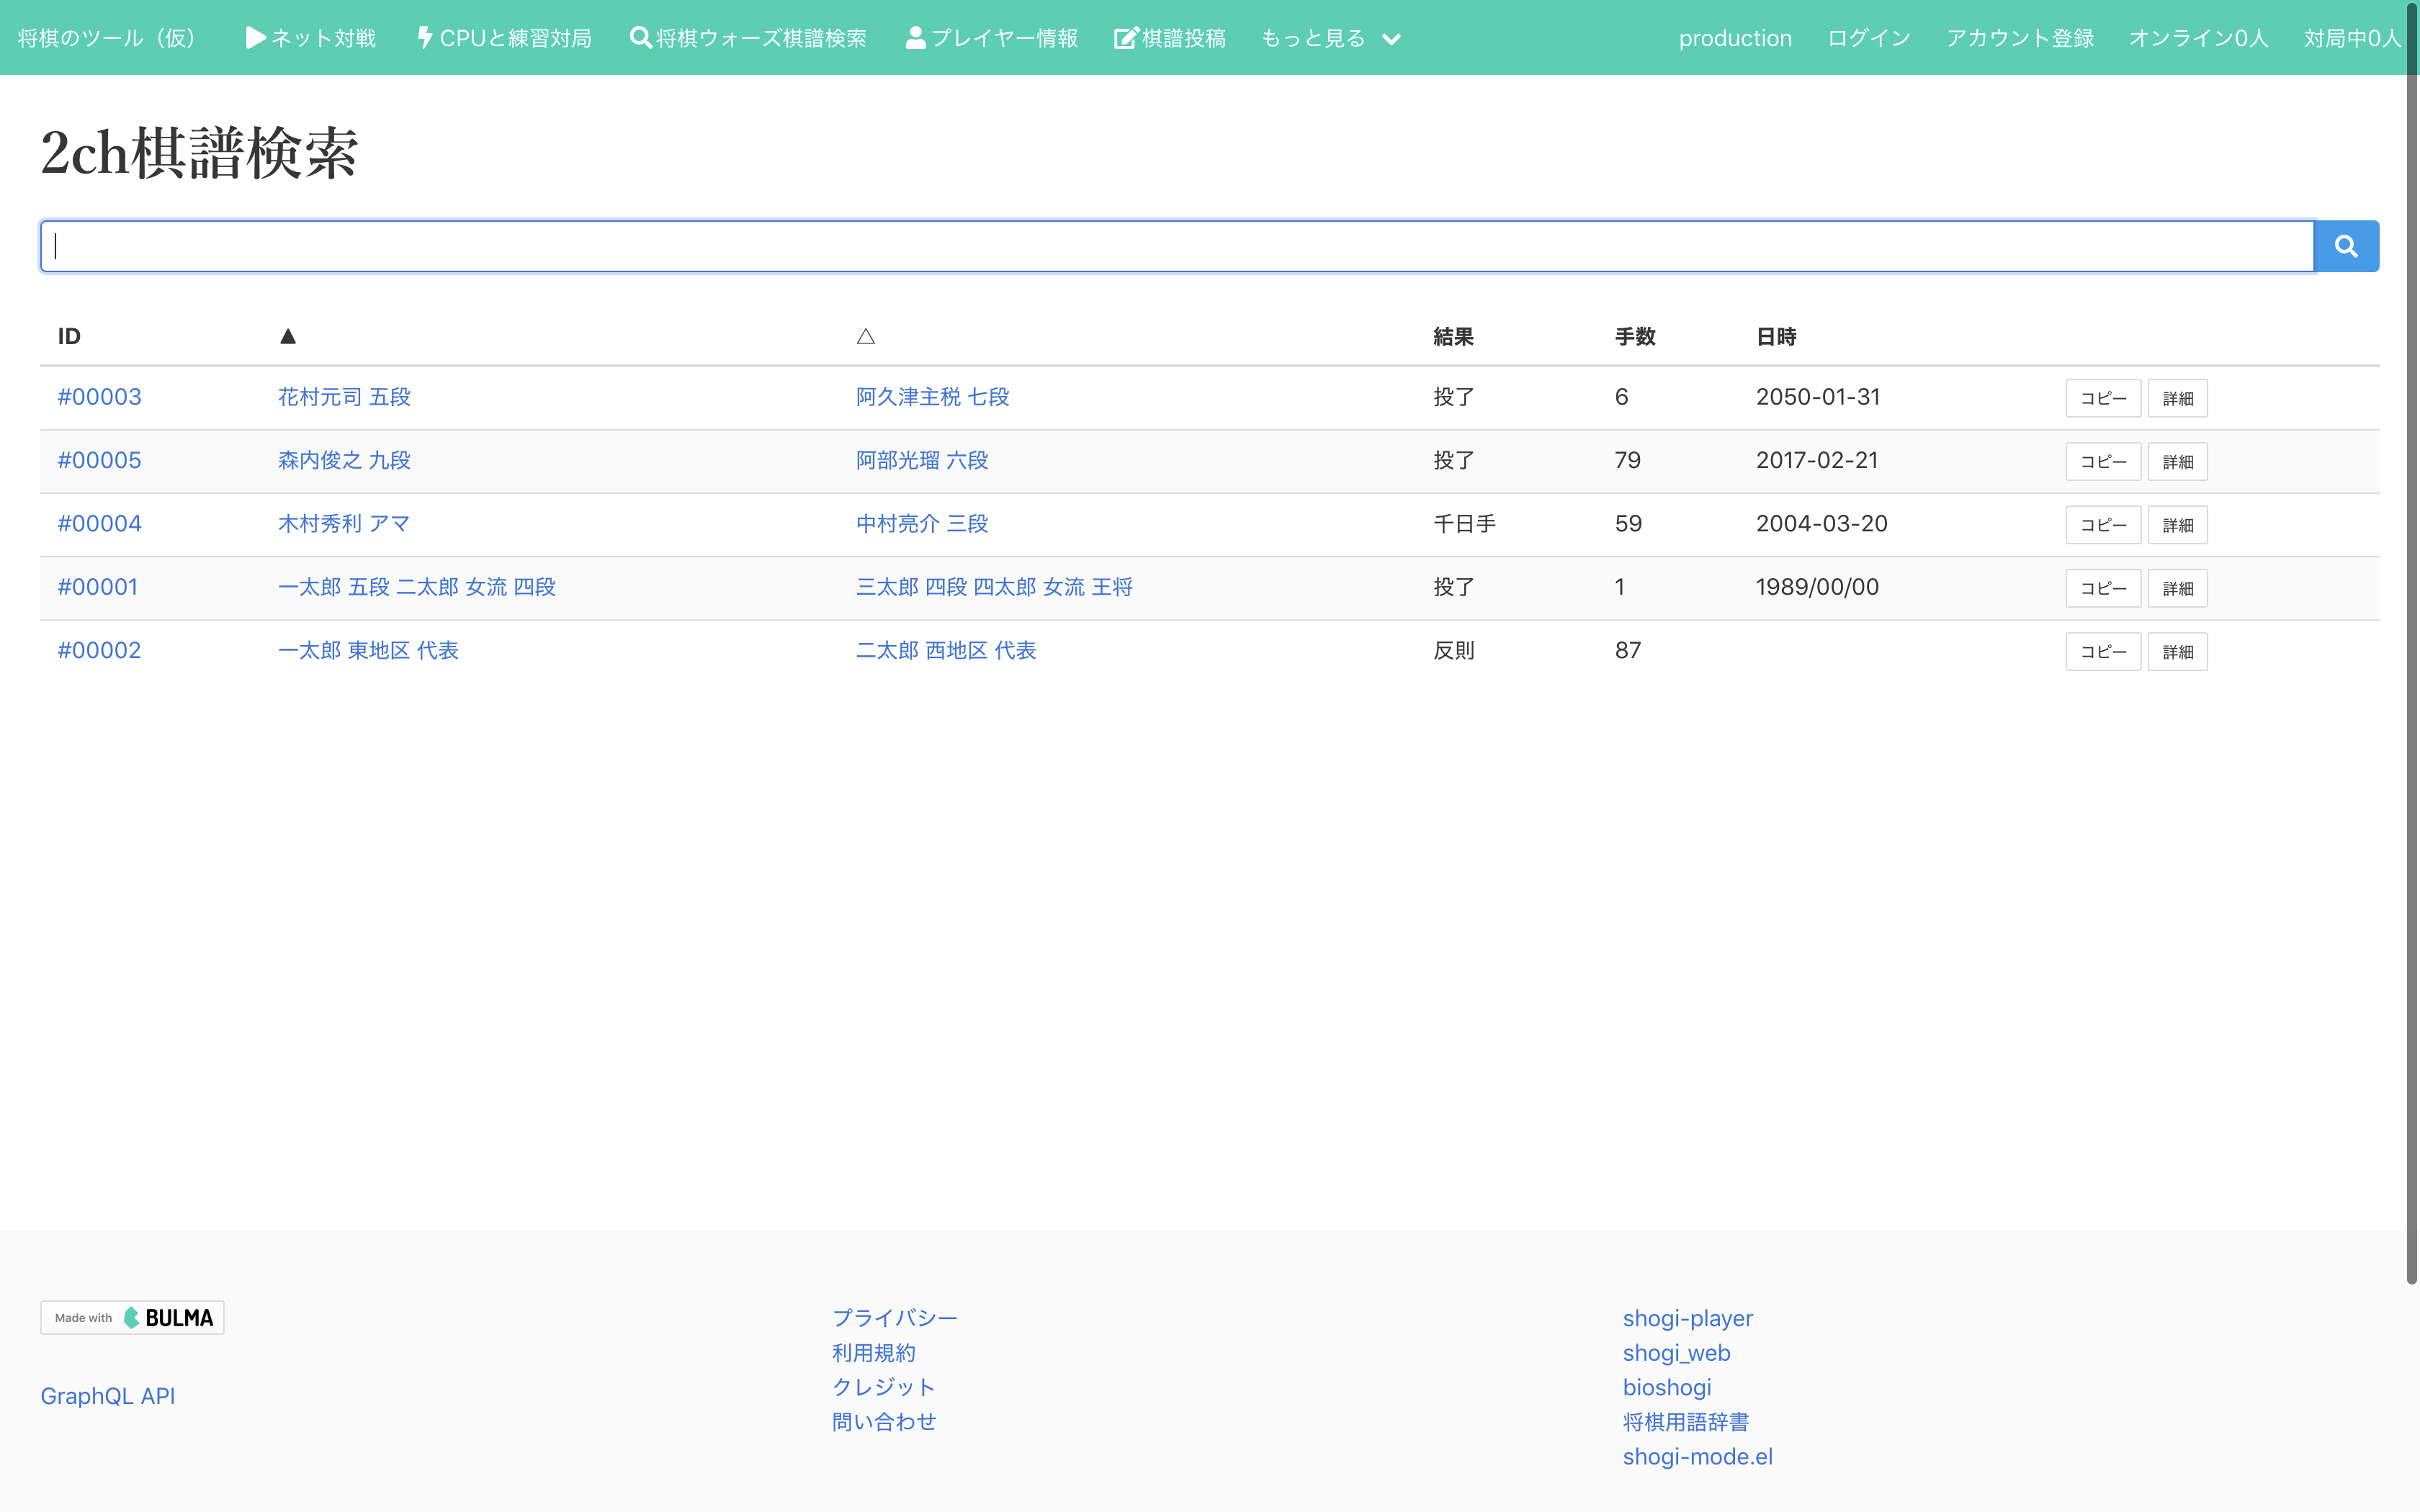 将棋のツール（仮） ネット対戦 CPUと練習対局 将棋ウォーズ棋譜検索 プレイヤー情報 棋譜投稿 もっと見る production ログイン アカウント登録 オンライン0人 対局中0人
2ch棋譜検索
ID ▲ △ 結果 手数 日時
#00003 花村元司 五段 阿久津主税 七段 投了 6 2050-01-31 コピー 詳細
#00005 森内俊之 九段 阿部光瑠 六段 投了 79 2017-02-21 コピー 詳細
#00004 木村秀利 アマ 中村亮介 三段 千日手 59 2004-03-20 コピー 詳細
#00001 一太郎 五段 二太郎 女流 四段 三太郎 四段 四太郎 女流 王将 投了 1 1989/00/00 コピー 詳細
#00002 一太郎 東地区 代表 二太郎 西地区 代表 反則 87 コピー 詳細
Made with BULMA
GraphQL API
プライバシー
利用規約
クレジット
問い合わせ
shogi-player
shogi_web
bioshogi
将棋用語辞書
shogi-mode.el